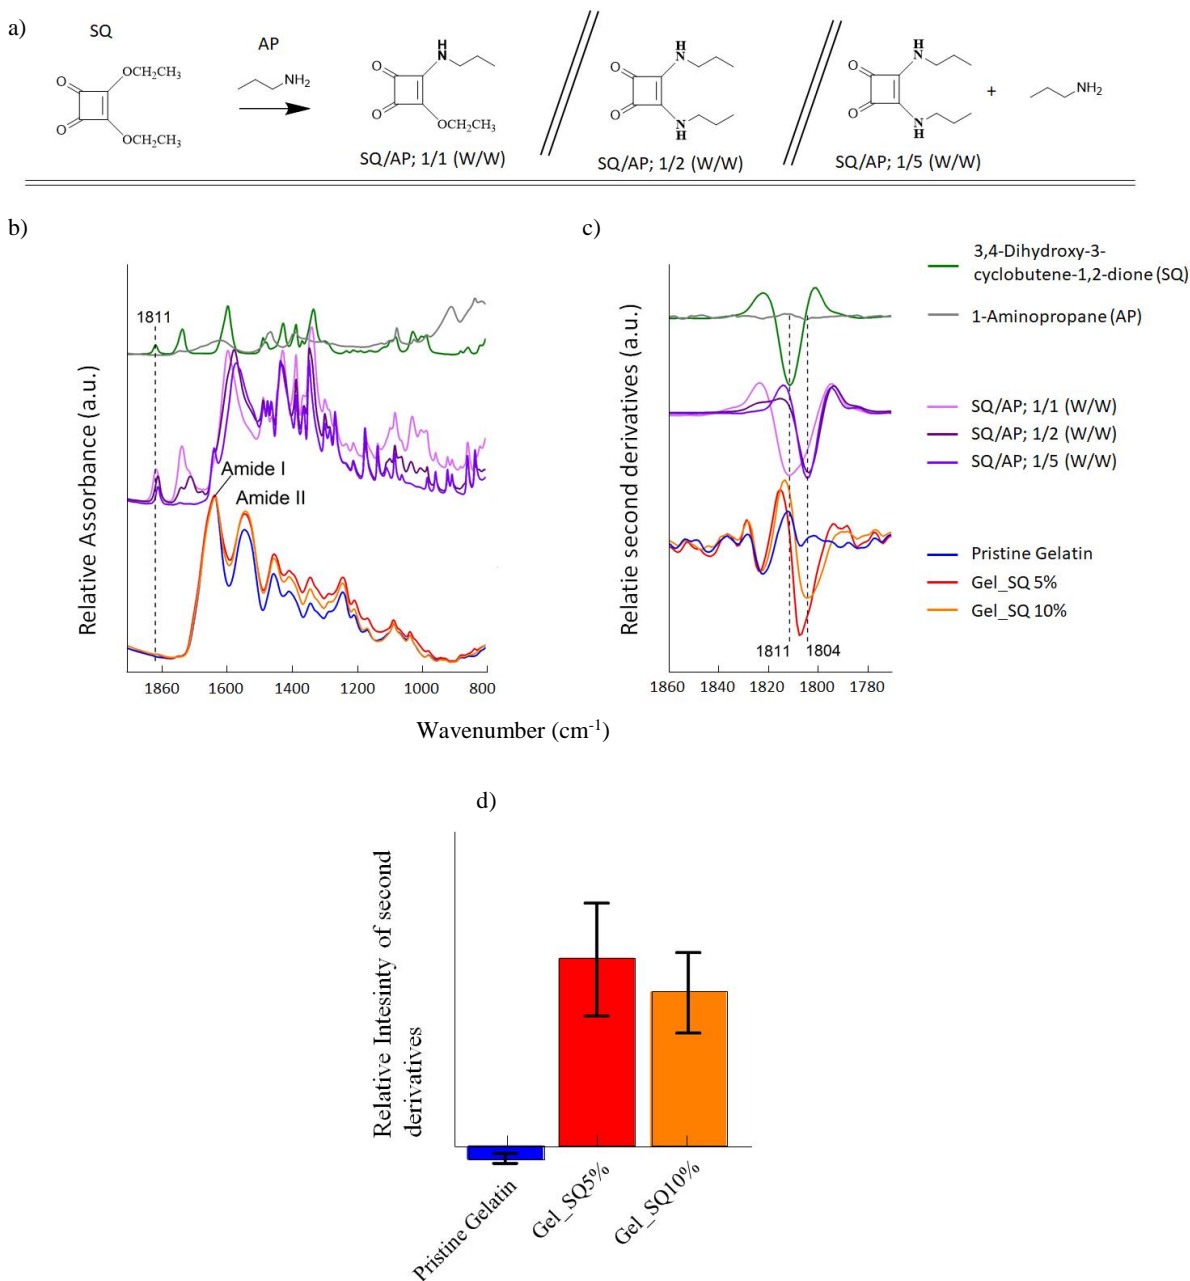 a)
SQ
AP
O
O
OCH₂CH₃
OCH₂CH₃
NH₂
H
N
O
O
OCH₂CH₃
SQ/AP; 1/1 (W/W)
H
N
O
O
N
H
SQ/AP; 1/2 (W/W)
H
N
O
O
N
H
+
NH₂
SQ/AP; 1/5 (W/W)
b)
1811
Amide I
Amide II
Relative Assorbance (a.u.)
1860
1600
1400
1200
1000
800
c)
Relatie second derivatives (a.u.)
1811
1804
1860
1840
1820
1800
1780
3,4-Dihydroxy-3-
cyclobutene-1,2-dione (SQ)
1-Aminopropane (AP)
SQ/AP; 1/1 (W/W)
SQ/AP; 1/2 (W/W)
SQ/AP; 1/5 (W/W)
Pristine Gelatin
Gel_SQ 5%
Gel_SQ 10%
Wavenumber (cm⁻¹)
d)
Relative Intesinty of second
derivatives
Pristine Gelatin
Gel_SQ5%
Gel_SQ10%